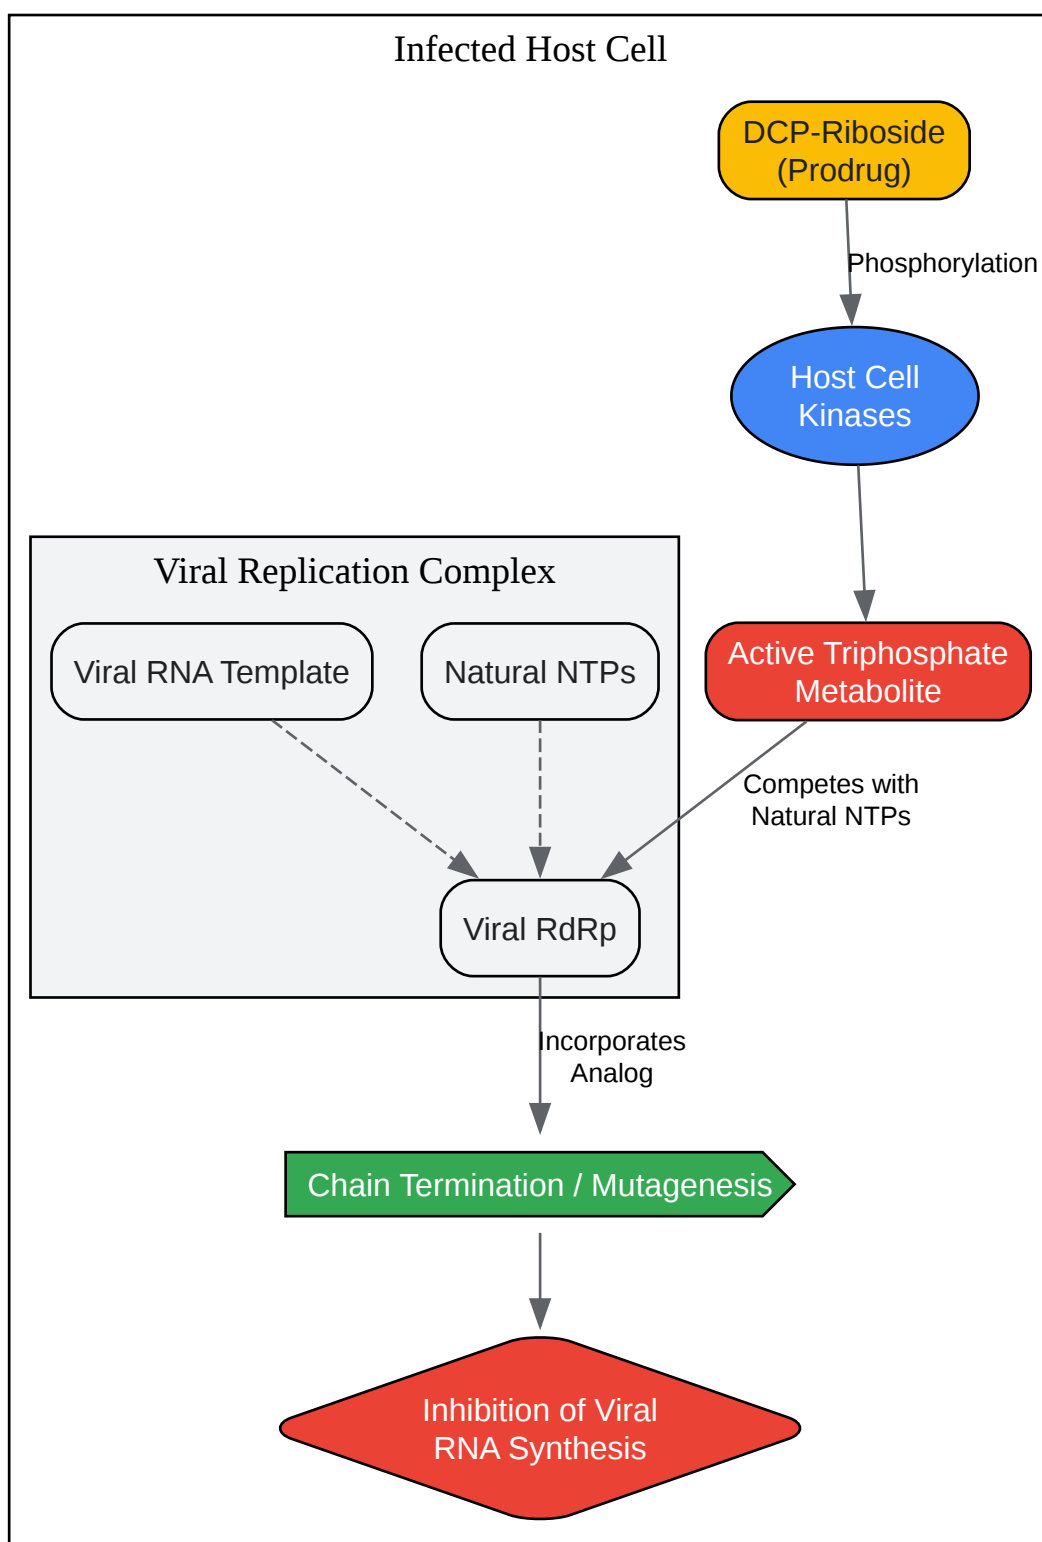 Infected Host Cell
DCP-Riboside
(Prodrug)
Phosphorylation
Host Cell
Kinases
Viral Replication Complex
Viral RNA Template
Natural NTPs
Active Triphosphate
Metabolite
Competes with
Natural NTPs
Viral RdRp
Incorporates
Analog
Chain Termination / Mutagenesis
Inhibition of Viral
RNA Synthesis